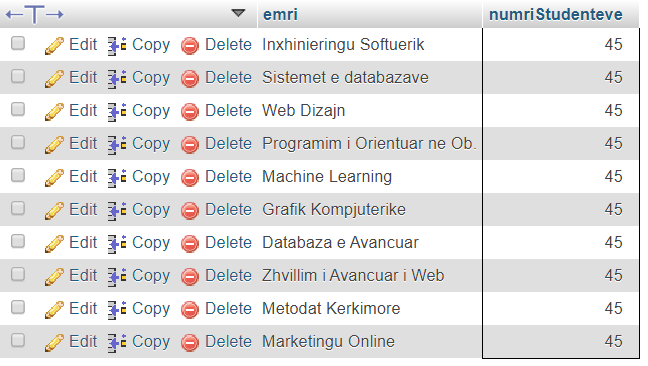 emri numriStudenteve
Edit Copy Delete Inxhinieringu Softuerik 45
Edit Copy Delete Sistemet e databazave 45
Edit Copy Delete Web Dizajn 45
Edit Copy Delete Programim i Orientuar ne Ob. 45
Edit Copy Delete Machine Learning 45
Edit Copy Delete Grafik Kompjuterike 45
Edit Copy Delete Databaza e Avancuar 45
Edit Copy Delete Zhvillim i Avancuar i Web 45
Edit Copy Delete Metodat Kerkimore 45
Edit Copy Delete Marketingu Online 45